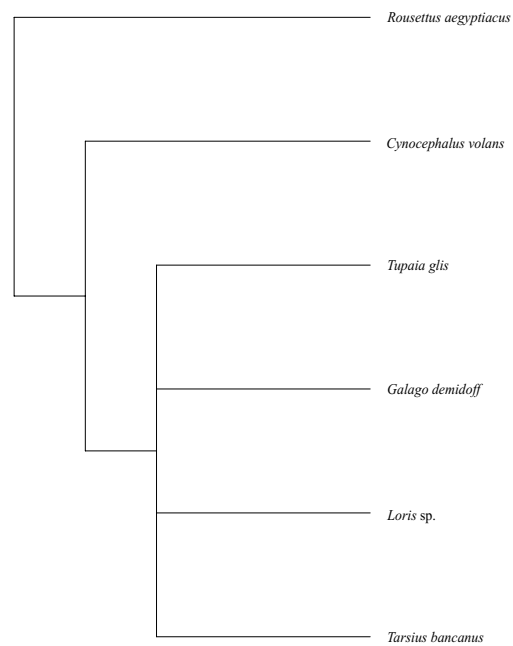 Rousettus aegyptiacus
Cynocephalus volans
Tupaia glis
Galago demidoff
Loris sp.
Tarsius bancanus